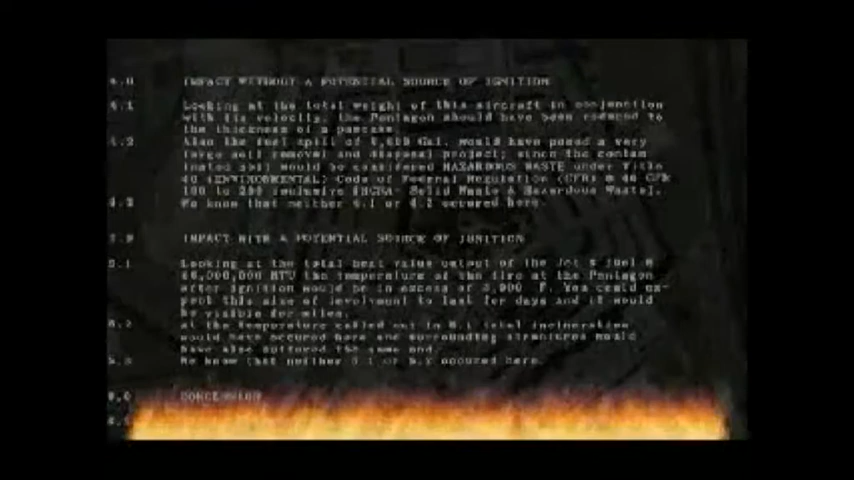 4.0 IMPACT WITHOUT A POTENTIAL SOURCE OF IGNITION
4.1 Looking at the total weight of this aircraft in conjunction
with its velocity, the Pentagon should have been reduced to
the thickness of a pancake.
4.2 Also the fuel spill of Gal. would have posed a very
large soil removal and disposal project; since the contam
inated soil would be considered HAZARDOUS WASTE under Title
40 (ENVIRONMENTAL) Code of Federal Regulation (CFR) @ 40 CFR
190 to 299 inclusive [RCRA- Solid Waste & Hazardous Waste].
4.3 We know that neither 4.1 or 4.2 occured here.
5.0 IMPACT WITH A POTENTIAL SOURCE OF IGNITION
5.1 Looking at the total heat value output of the Jet fuel @
BTU the temperature of the fire at the Pentagon
after ignition would be in excess of F. You could ex-
pect this size of involvment to last for days and it would
be visible for miles.
5.2 At the temperature called out in 5.1 total incineration
would have occured here and surrounding structures
have also suffered the same end.
5.3 We know that neither 5.1 or 5.2 occured here.
6.0